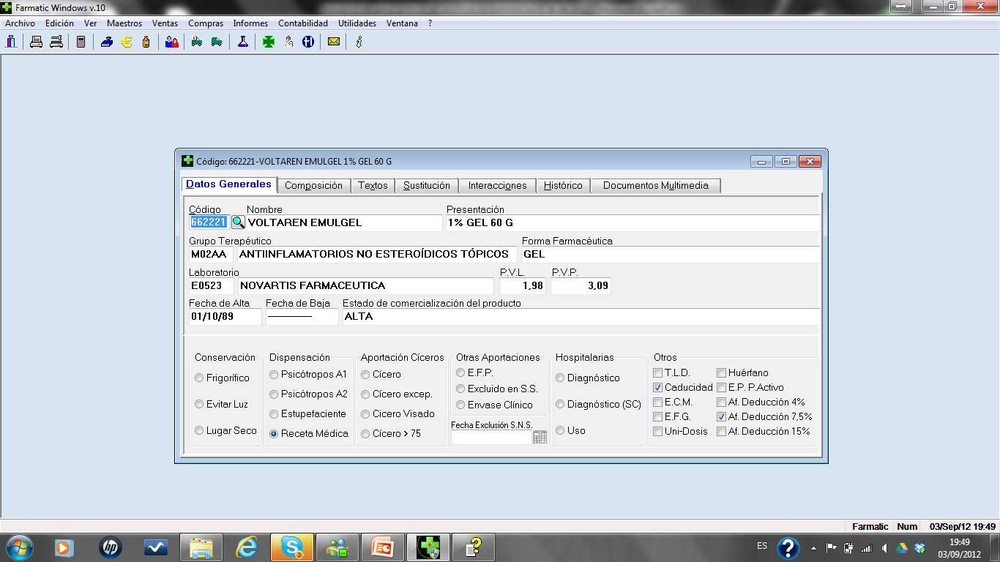 Farmatic Windows v.10
Archivo Edición Ver Maestros Ventas Compras Informes Contabilidad Utilidades Ventana ?
Código: 662221-VOLTAREN EMULGEL 1% GEL 60 G
Datos Generales Composición Textos Sustitución Interacciones Histórico Documentos Multimedia
Código Nombre Presentación
662221 VOLTAREN EMULGEL 1% GEL 60 G
Grupo Terapéutico Forma Farmacéutica
M02AA ANTIINFLAMATORIOS NO ESTEROÍDICOS TÓPICOS GEL
Laboratorio P.V.L. P.V.P.
E0523 NOVARTIS FARMACEUTICA 1,98 3,09
Fecha de Alta Fecha de Baja Estado de comercialización del producto
01/10/89 ALTA
Conservación
Frigorífico
Evitar Luz
Lugar Seco
Dispensación
Psicótropos A1
Psicótropos A2
Estupefaciente
Receta Médica
Aportación Cíceros
Cícero
Cícero excep.
Cicero Visado
Cícero > 75
Otras Aportaciones
E.F.P.
Excluido en S.S.
Envase Clínico
Fecha Exclusión S.N.S.
Hospitalarias
Diagnóstico
Diagnóstico (SC)
Uso
Otros
T.L.D. Huérfano
Caducidad E.P. P.Activo
E.C.M. Af. Deducción 4%
E.F.G. Af. Deducción 7,5%
Uni-Dosis Af. Deducción 15%
Farmatic Num 03/Sep/12 19:49
hp
S 3
ES
19:49
03/09/2012